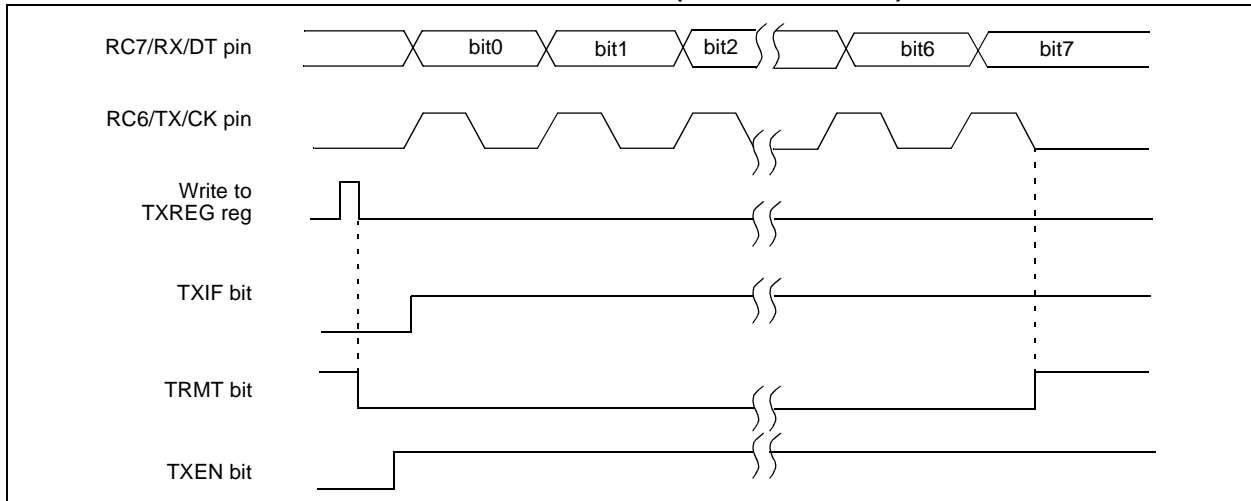 RC7/RX/DT pin
bit0 bit1 bit2 bit6 bit7
RC6/TX/CK pin
Write to
TXREG reg
TXIF bit
TRMT bit
TXEN bit